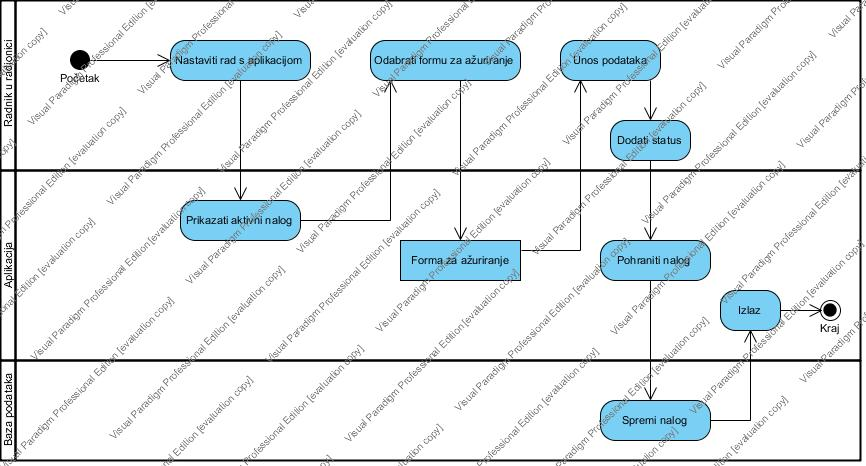 Radnik u radionici
Početak
Nastaviti rad s aplikacijom
Odabrati formu za ažuriranje
Unos podataka
Dodati status
Aplikacija
Prikazati aktivni nalog
Forma za ažuriranje
Pohraniti nalog
Izlaz
Kraj
Baza podataka
Spremi nalog
Visual Paradigm Professional Edition [evaluation copy]